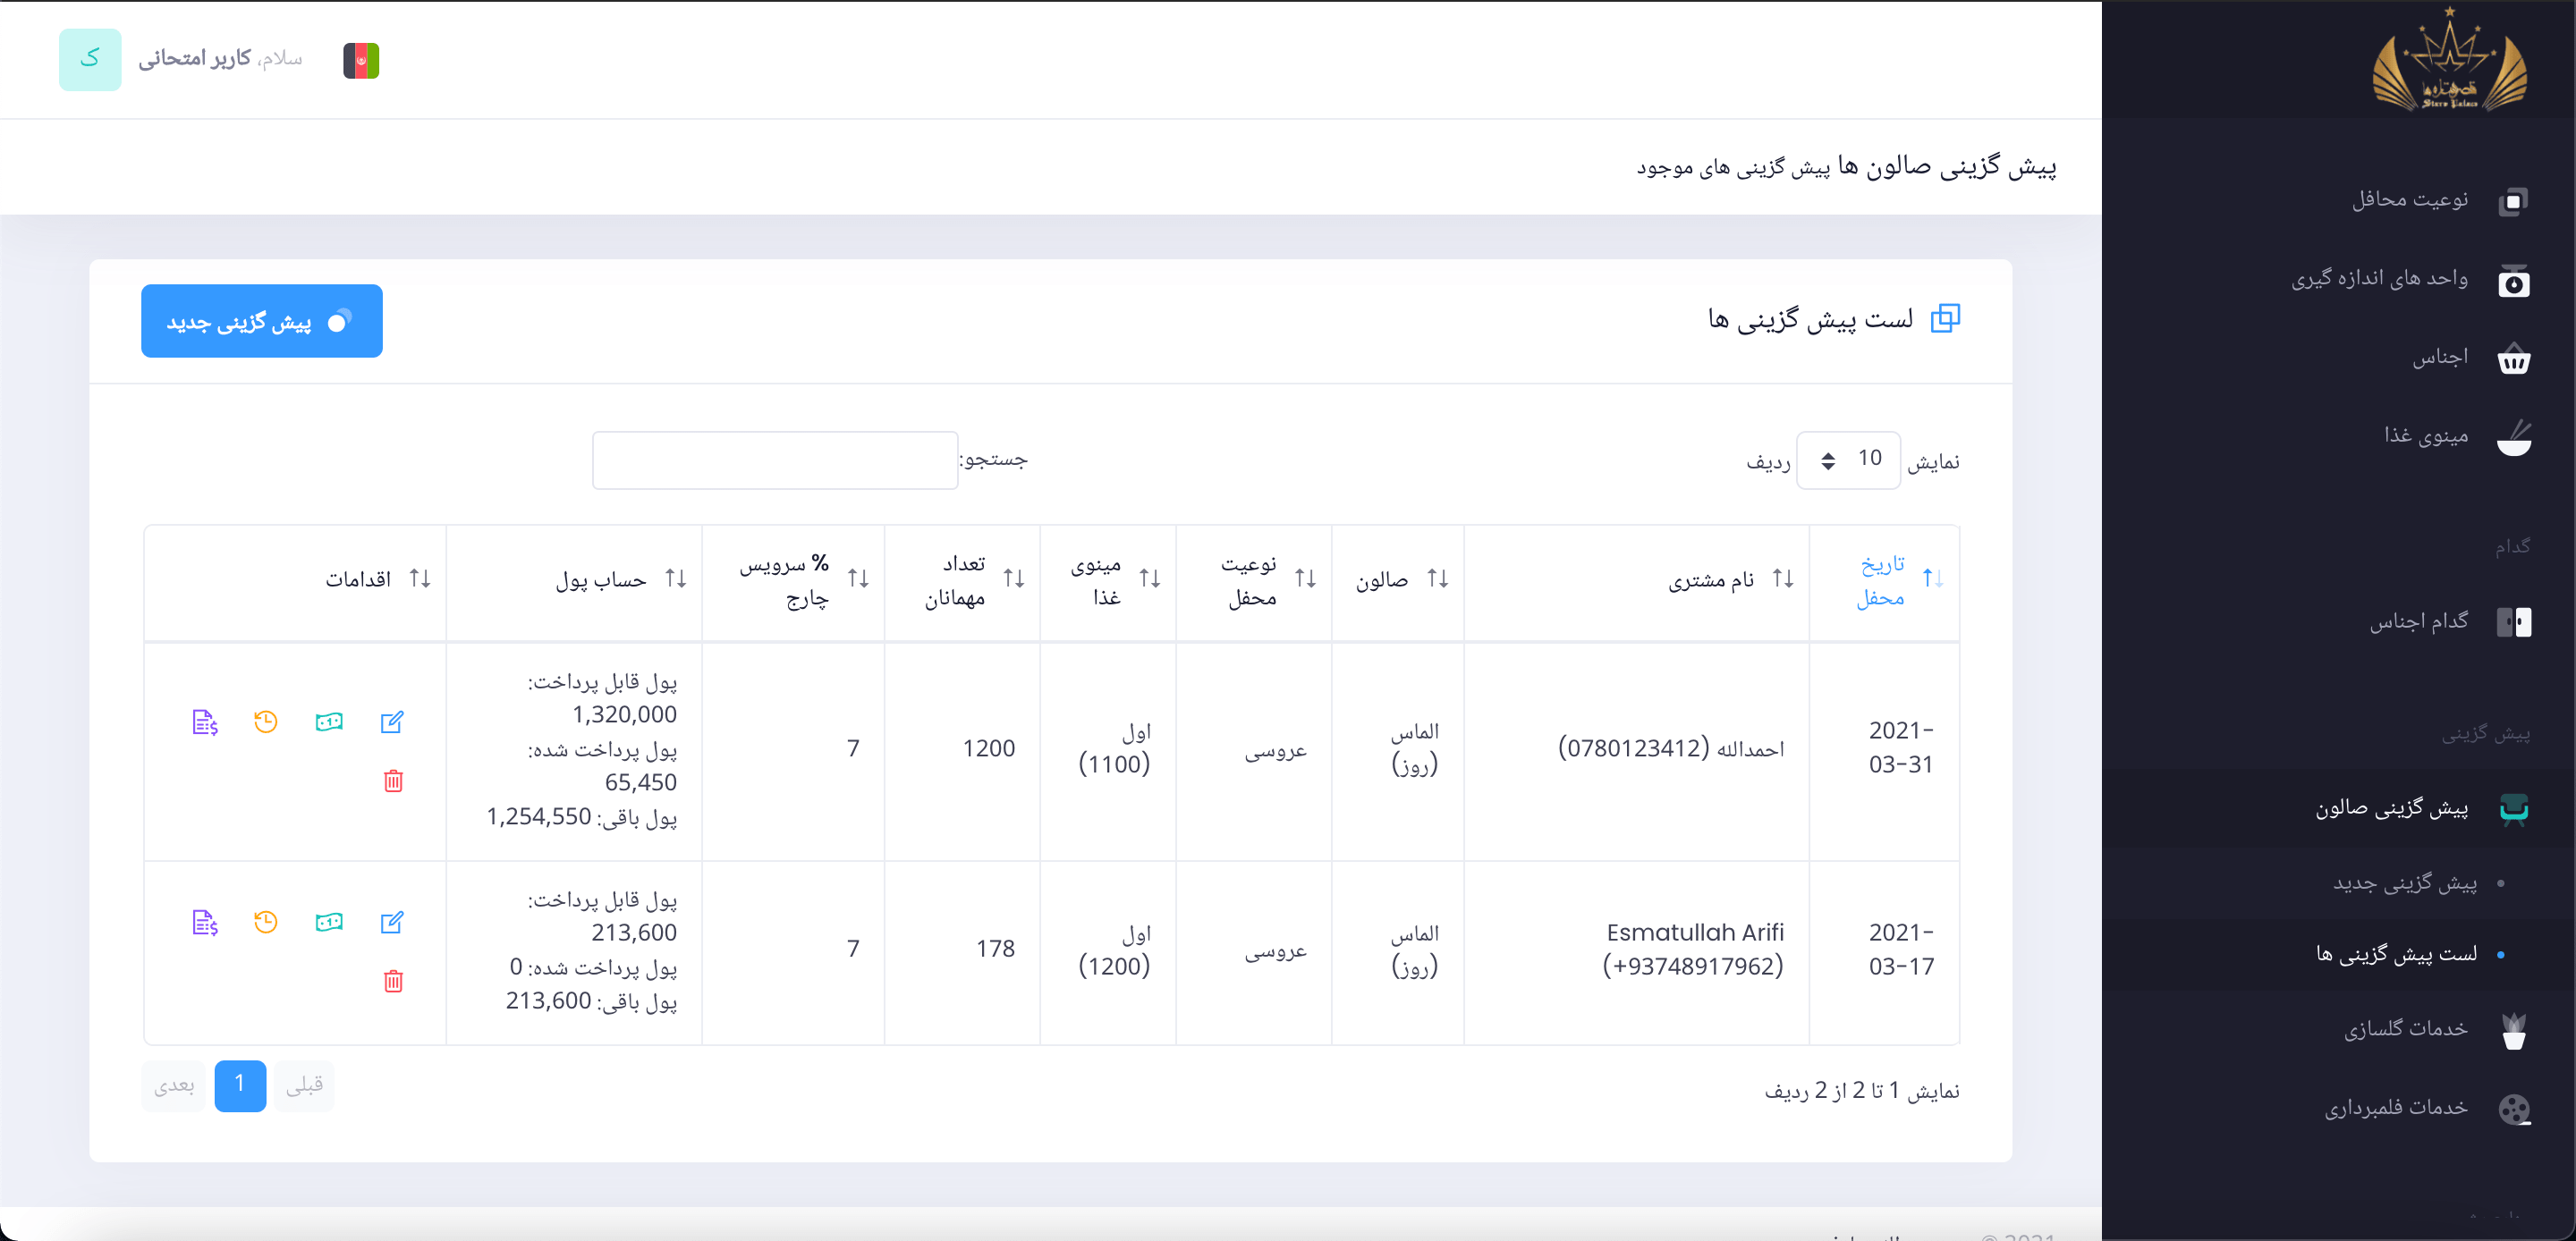 قصر ستاره ها
Stars Palace
نوعیت محافل
واحد های اندازه گیری
اجناس
مینوی غذا
گدام
گدام اجناس
پیش گزینی
پیش گزینی صالون
پیش گزینی جدید
لست پیش گزینی ها
خدمات گلسازی
خدمات فلمبرداری
سلام، کاربر امتحانی
ک
پیش گزینی صالون ها پیش گزینی های موجود
لست پیش گزینی ها
پیش گزینی جدید
نمایش 10 ردیف
جستجو:
تاریخ محفل
نام مشتری
صالون
نوعیت محفل
مینوی غذا
تعداد مهمانان
% سرویس چارج
حساب پول
اقدامات
2021-03-31
احمدالله (0780123412)
الماس (روز)
عروسی
اول (1100)
1200
7
پول قابل پرداخت: 1,320,000
پول پرداخت شده: 65,450
پول باقی: 1,254,550
2021-03-17
Esmatullah Arifi (+93748917962)
الماس (روز)
عروسی
اول (1200)
178
7
پول قابل پرداخت: 213,600
پول پرداخت شده: 0
پول باقی: 213,600
نمایش 1 تا 2 از 2 ردیف
قبلی
1
بعدی